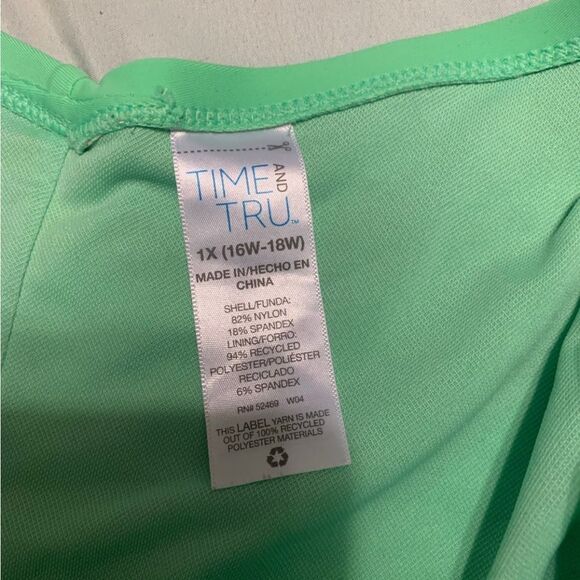 TIME AND
TRU™
1X (16W-18W)
MADE IN/HECHO EN
CHINA
SHELL/FUNDA:
82% NYLON
18% SPANDEX
LINING/FORRO:
94% RECYCLED
POLYESTER/POLIÉSTER
RECICLADO
6% SPANDEX
RN# 52469 W04
THIS LABEL YARN IS MADE
OUT OF 100% RECYCLED
POLYESTER MATERIALS